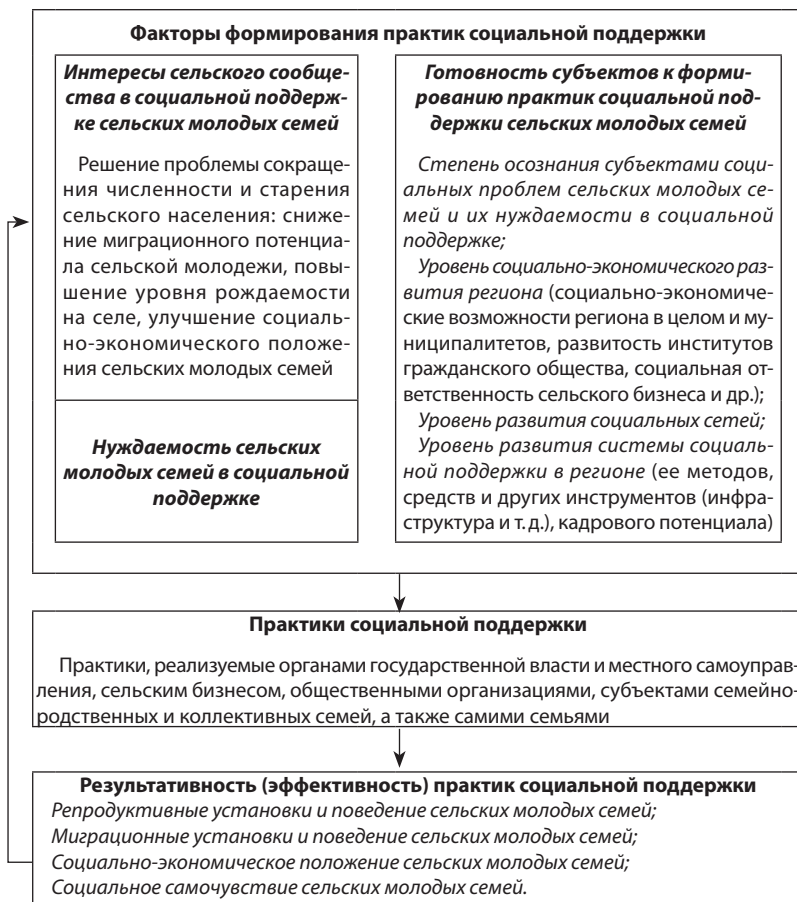 Факторы формирования практик социальной поддержки
Интересы сельского сообще-
ства в социальной поддерж-
ке сельских молодых семей
Решение проблемы сокраще-
ния численности и старения
сельского населения: сниже-
ние миграционного потенциа-
ла сельской молодежи, повы-
шение уровня рождаемости
на селе, улучшение социаль-
но-экономического положе-
ния сельских молодых семей
Нуждаемость сельских
молодых семей в социальной
поддержке
Готовность субъектов к форми-
рованию практик социальной под-
держки сельских молодых семей
Степень осознания субъектами соци-
альных проблем сельских молодых се-
мей и их нуждаемости в социальной
поддержке;
Уровень социально-экономического раз-
вития региона (социально-экономиче-
ские возможности региона в целом и му-
ниципалитетов, развитость институтов
гражданского общества, социальная от-
ветственность сельского бизнеса и др.);
Уровень развития социальных сетей;
Уровень развития системы социаль-
ной поддержки в регионе (ее методов,
средств и других инструментов (инфра-
структура и т. д.), кадрового потенциала)
Практики социальной поддержки
Практики, реализуемые органами государственной власти и местного самоуправ-
ления, сельским бизнесом, общественными организациями, субъектами семейно-
родственных и коллективных семей, а также самими семьями
Результативность (эффективность) практик социальной поддержки
Репродуктивные установки и поведение сельских молодых семей;
Миграционные установки и поведение сельских молодых семей;
Социально-экономическое положение сельских молодых семей;
Социальное самочувствие сельских молодых семей.